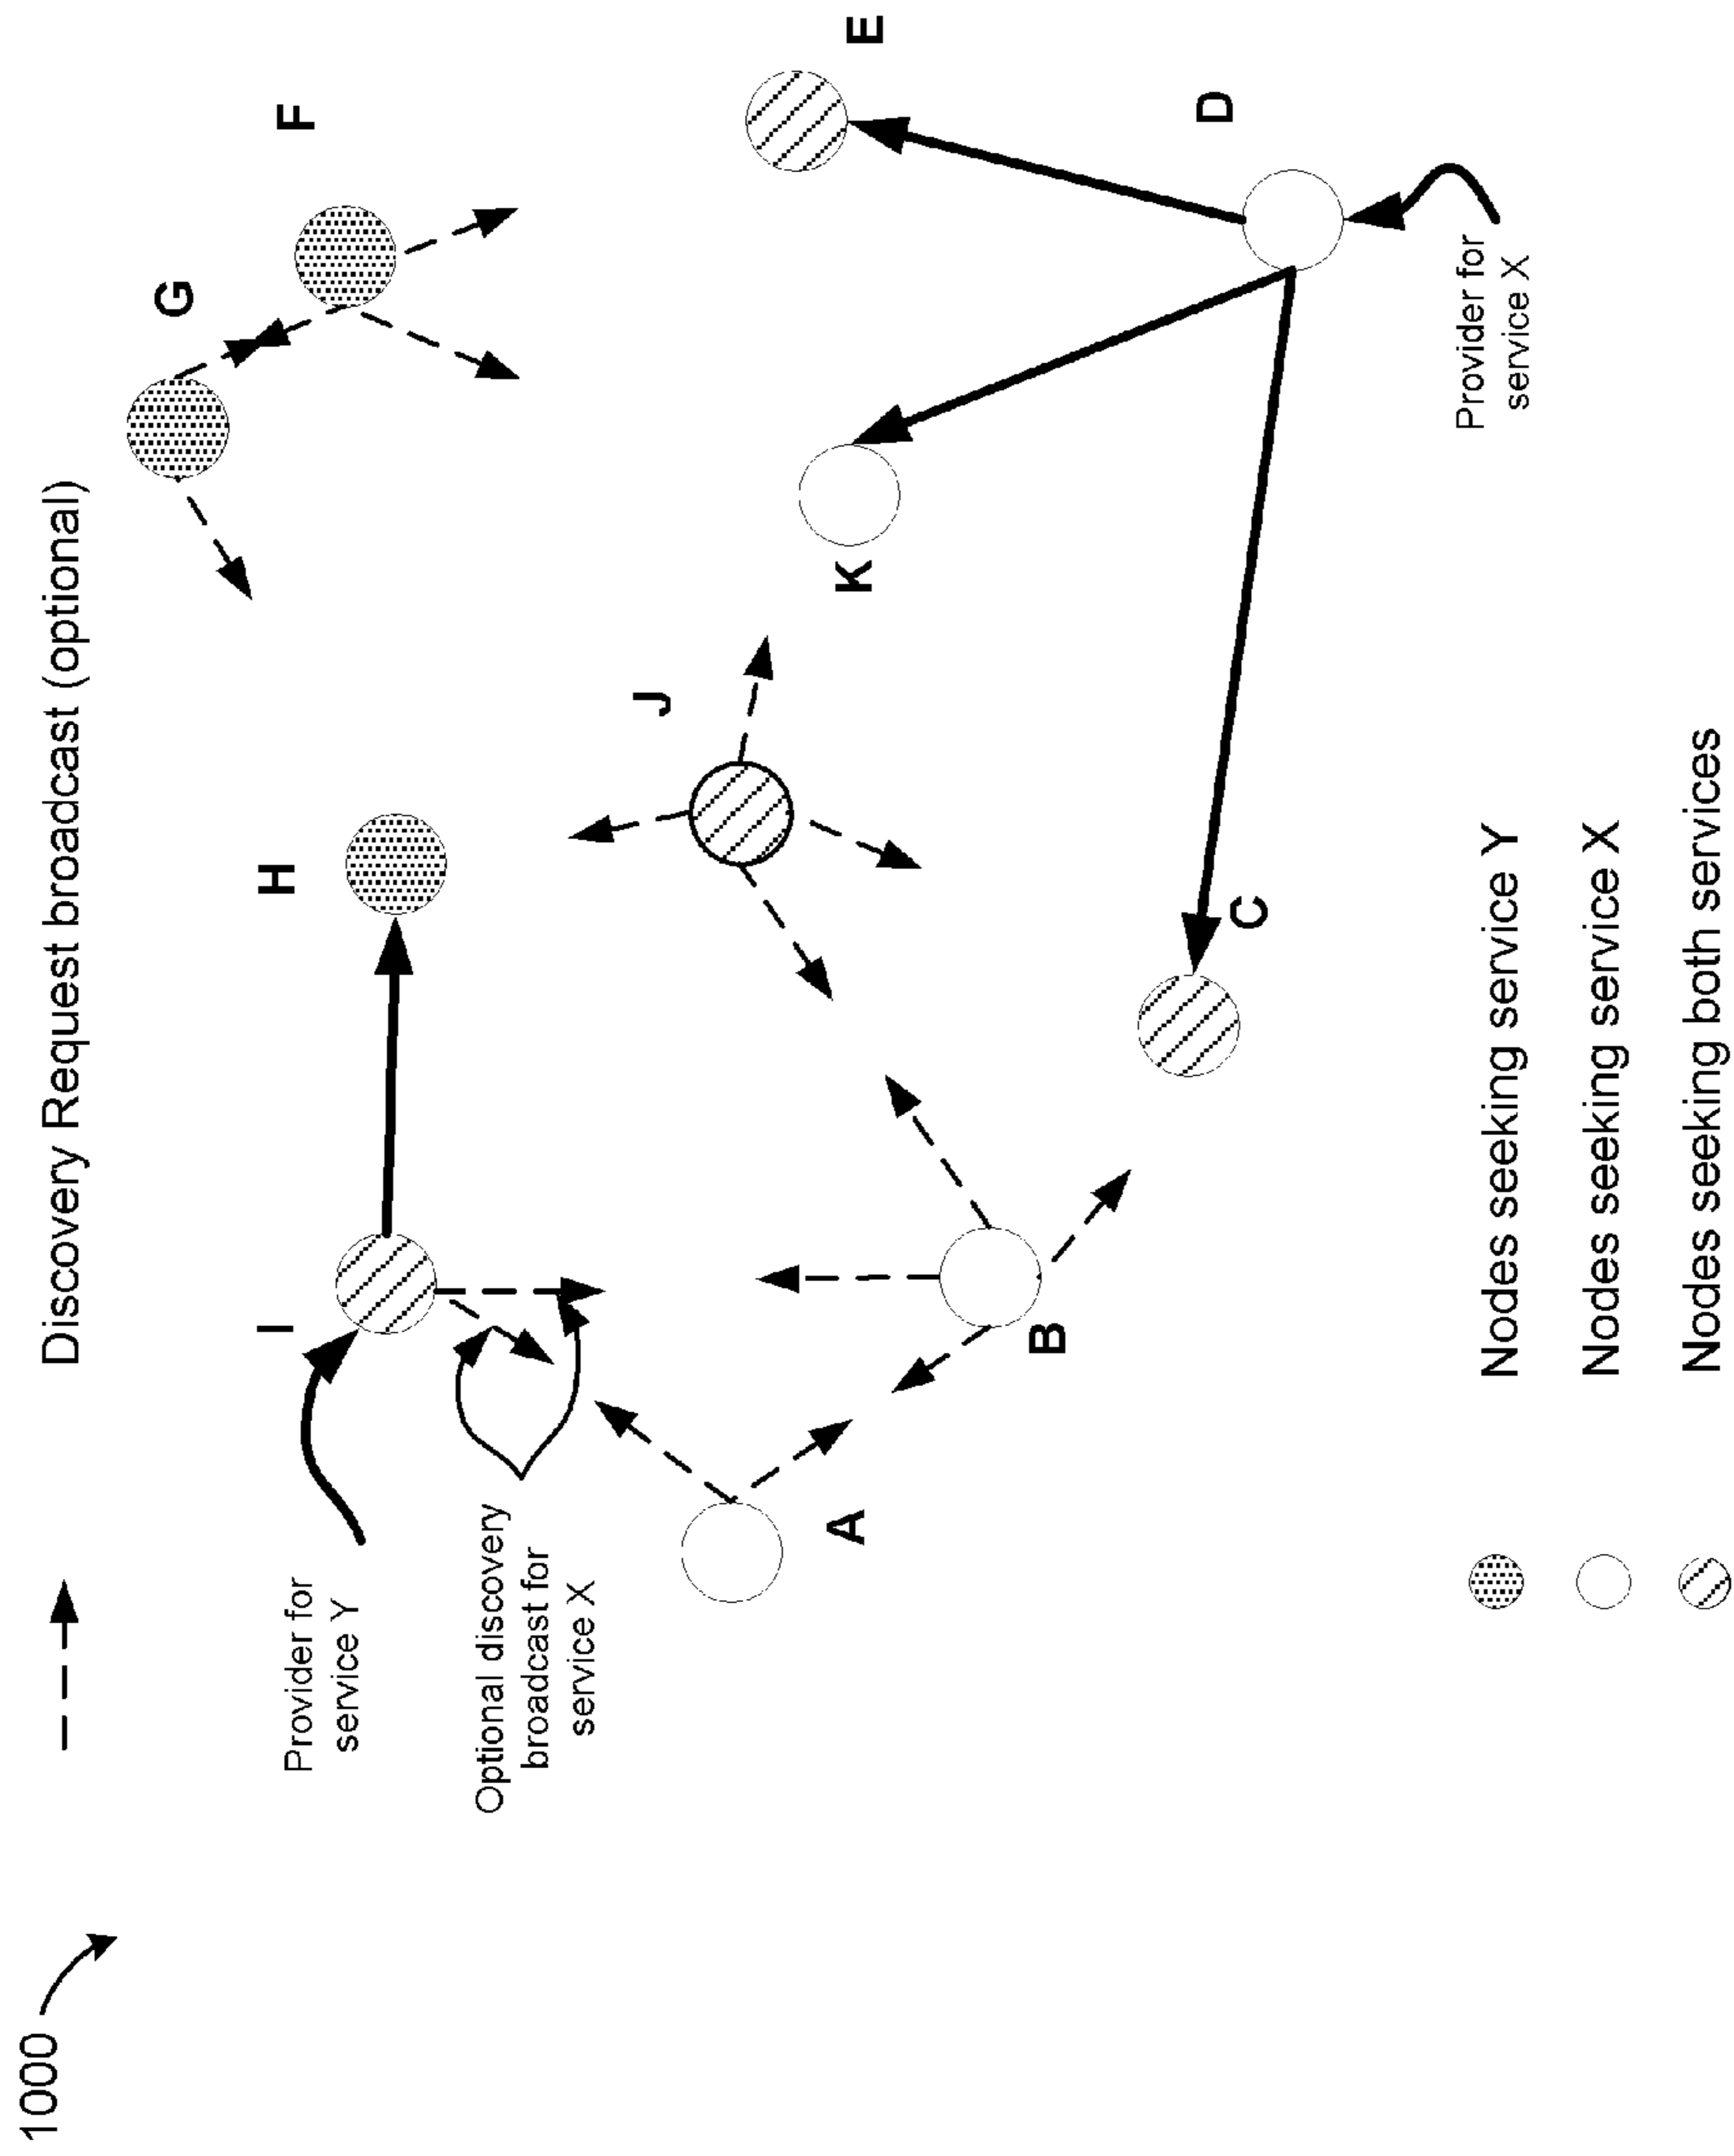 1000
Discovery Request broadcast (optional)
Provider for
service Y
Optional discovery
broadcast for
service X
I
H
G
F
A
J
K
E
B
C
D
Provider for
service X
Nodes seeking service Y
Nodes seeking service X
Nodes seeking both services